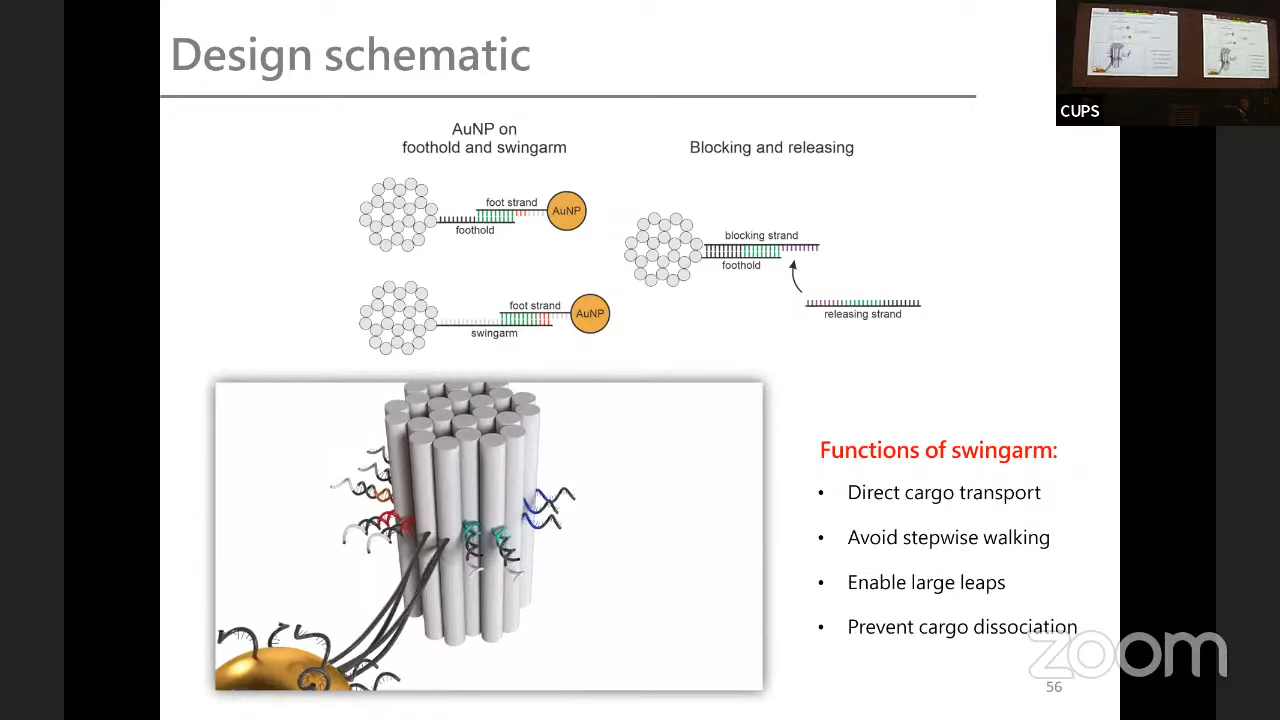 Design schematic
CUPS
AuNP on
foothold and swingarm
Blocking and releasing
foot strand
AuNP
foothold
blocking strand
foothold
releasing strand
foot strand
AuNP
swingarm
Functions of swingarm:
• Direct cargo transport
• Avoid stepwise walking
• Enable large leaps
• Prevent cargo dissociation
zoom
56